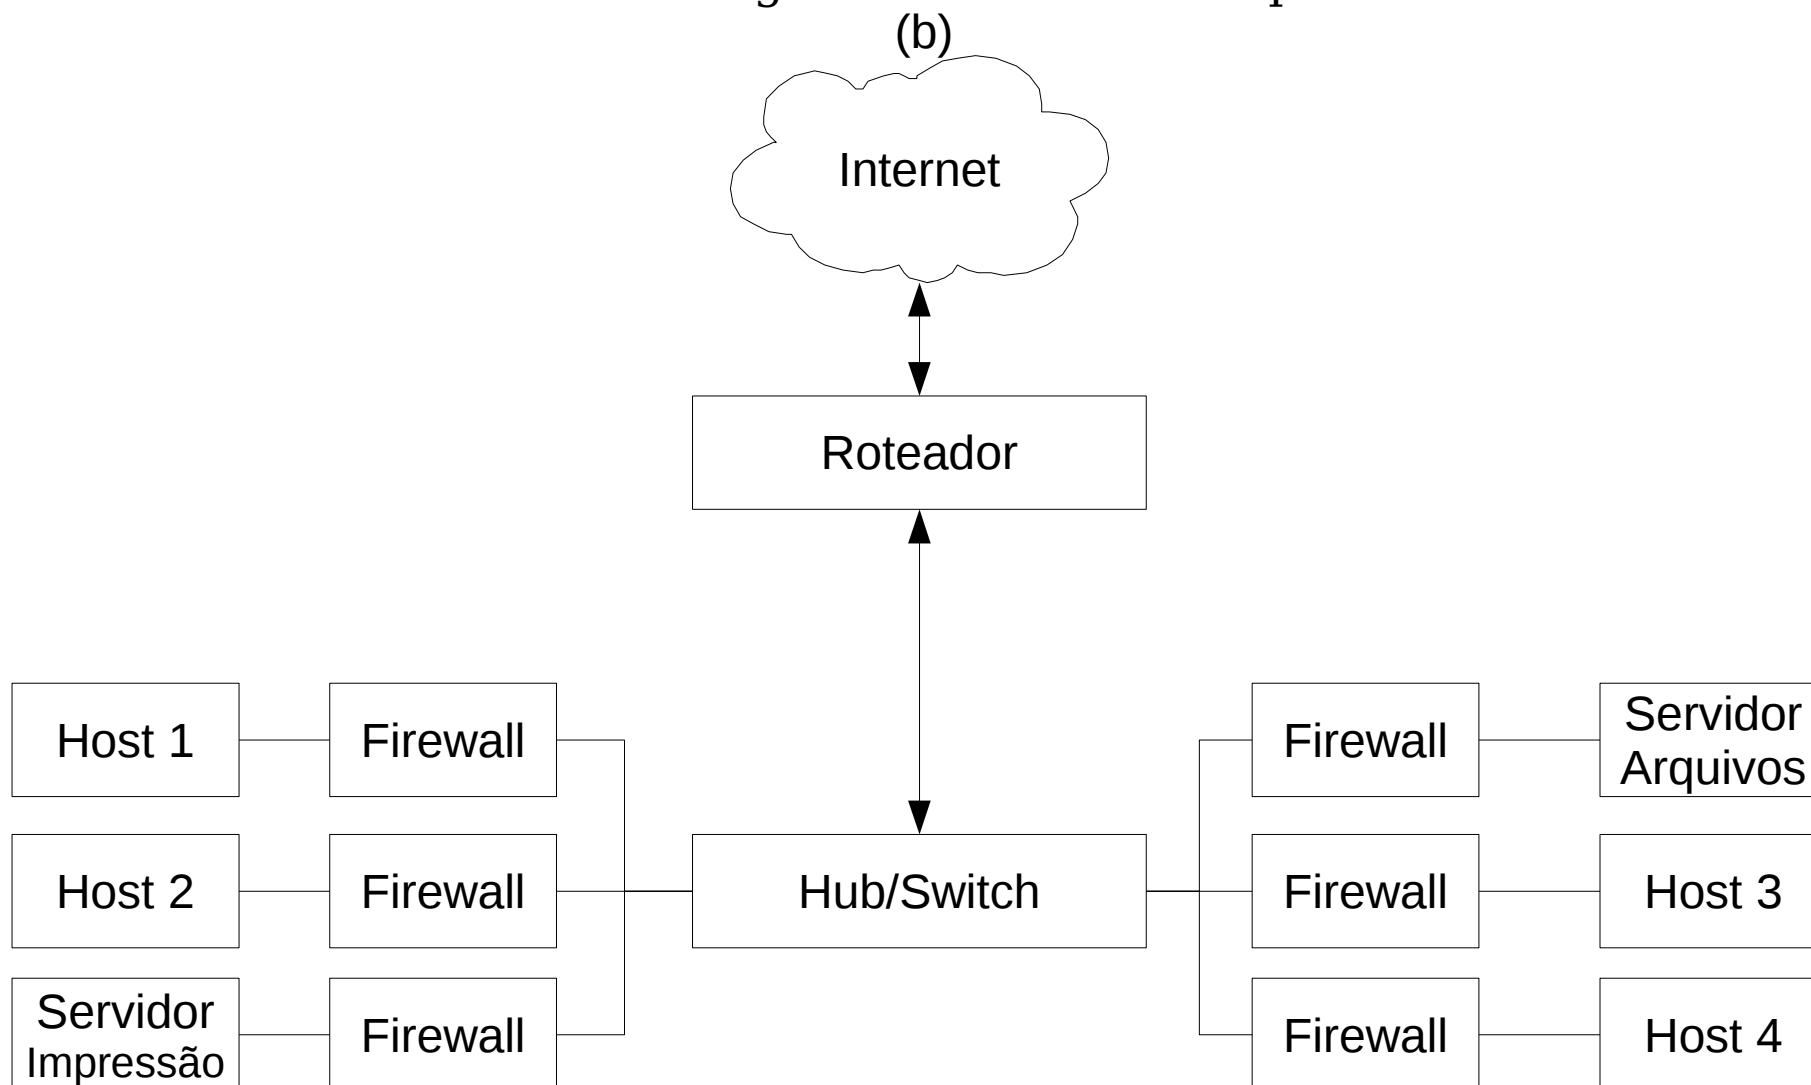 (b)
Internet
Roteador
Host 1
Firewall
Firewall
Servidor
Arquivos
Host 2
Firewall
Hub/Switch
Firewall
Host 3
Servidor
Impressão
Firewall
Firewall
Host 4